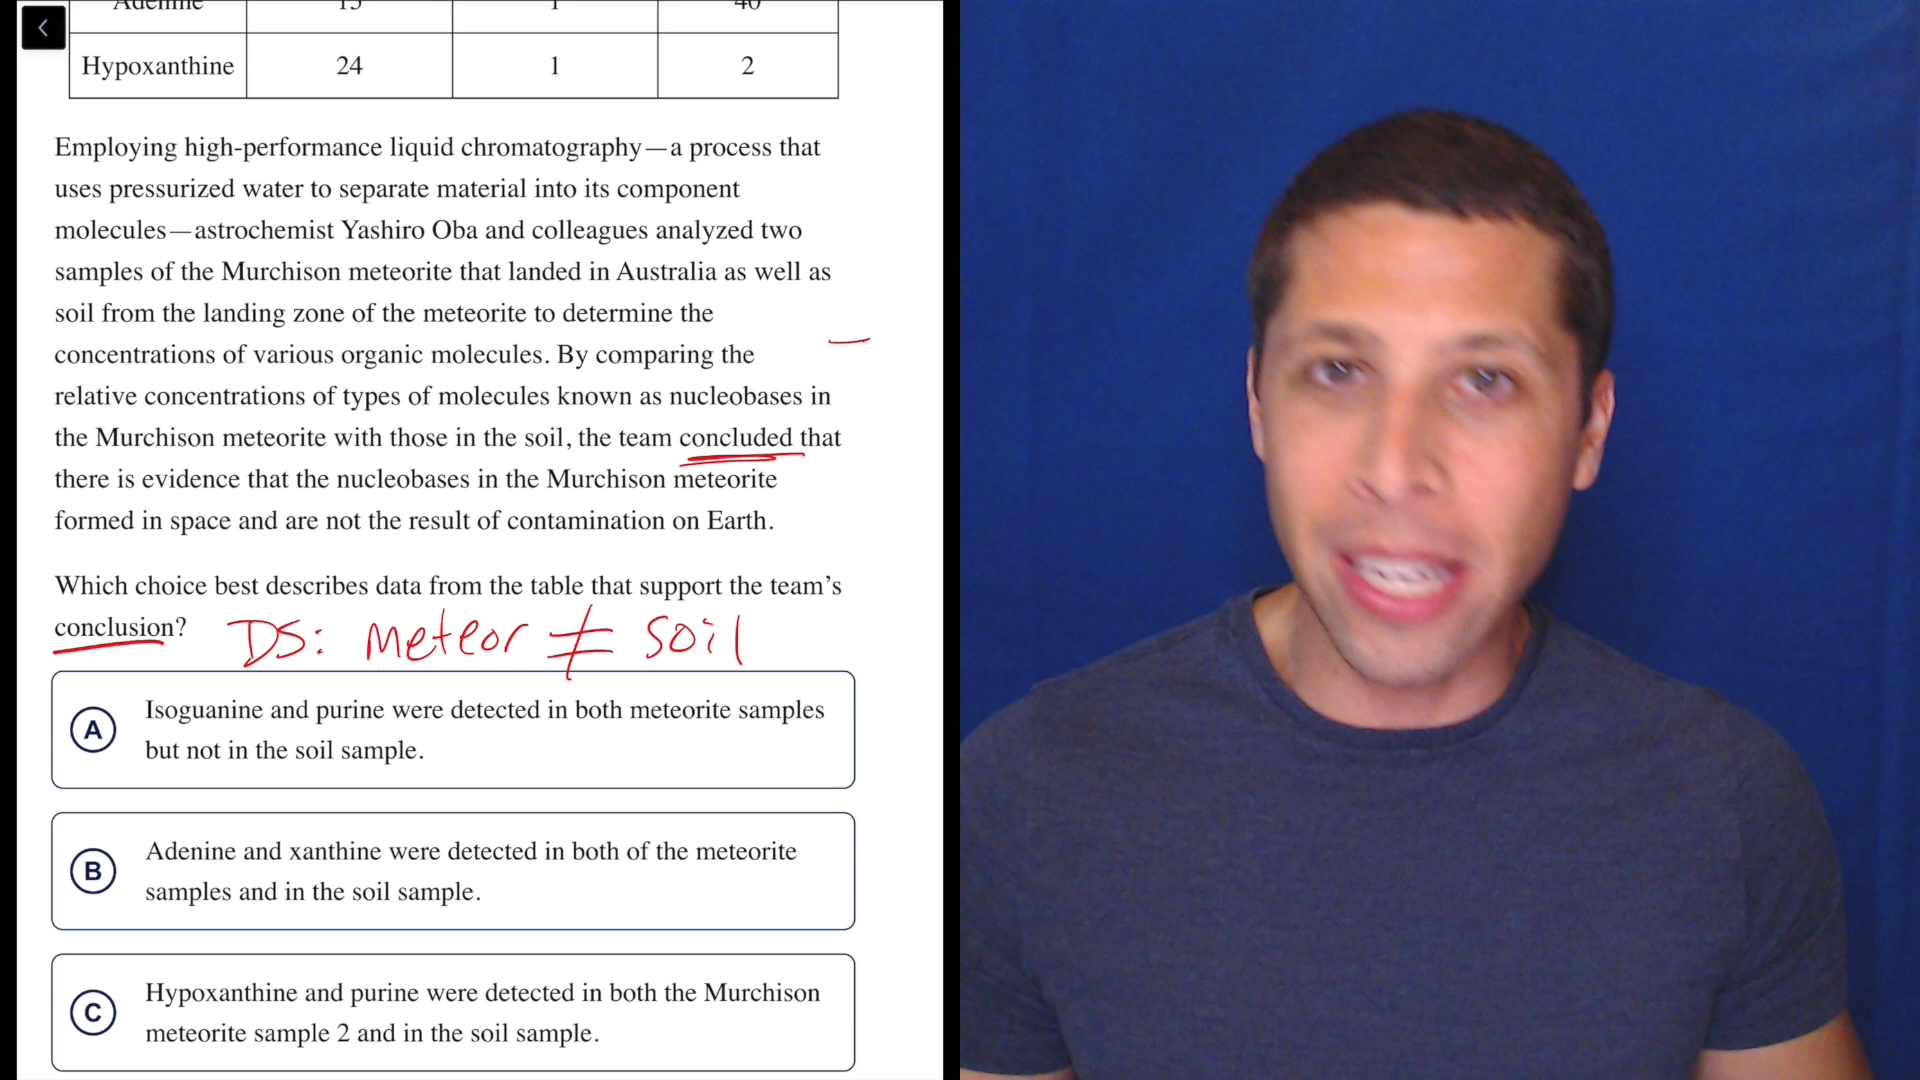 Adenine 15 1 40
Hypoxanthine 24 1 2
Employing high-performance liquid chromatography—a process that
uses pressurized water to separate material into its component
molecules—astrochemist Yashiro Oba and colleagues analyzed two
samples of the Murchison meteorite that landed in Australia as well as
soil from the landing zone of the meteorite to determine the
concentrations of various organic molecules. By comparing the
relative concentrations of types of molecules known as nucleobases in
the Murchison meteorite with those in the soil, the team concluded that
there is evidence that the nucleobases in the Murchison meteorite
formed in space and are not the result of contamination on Earth.
Which choice best describes data from the table that support the team's
conclusion?
DS: meteor ≠ soil
A Isoguanine and purine were detected in both meteorite samples
but not in the soil sample.
B Adenine and xanthine were detected in both of the meteorite
samples and in the soil sample.
C Hypoxanthine and purine were detected in both the Murchison
meteorite sample 2 and in the soil sample.